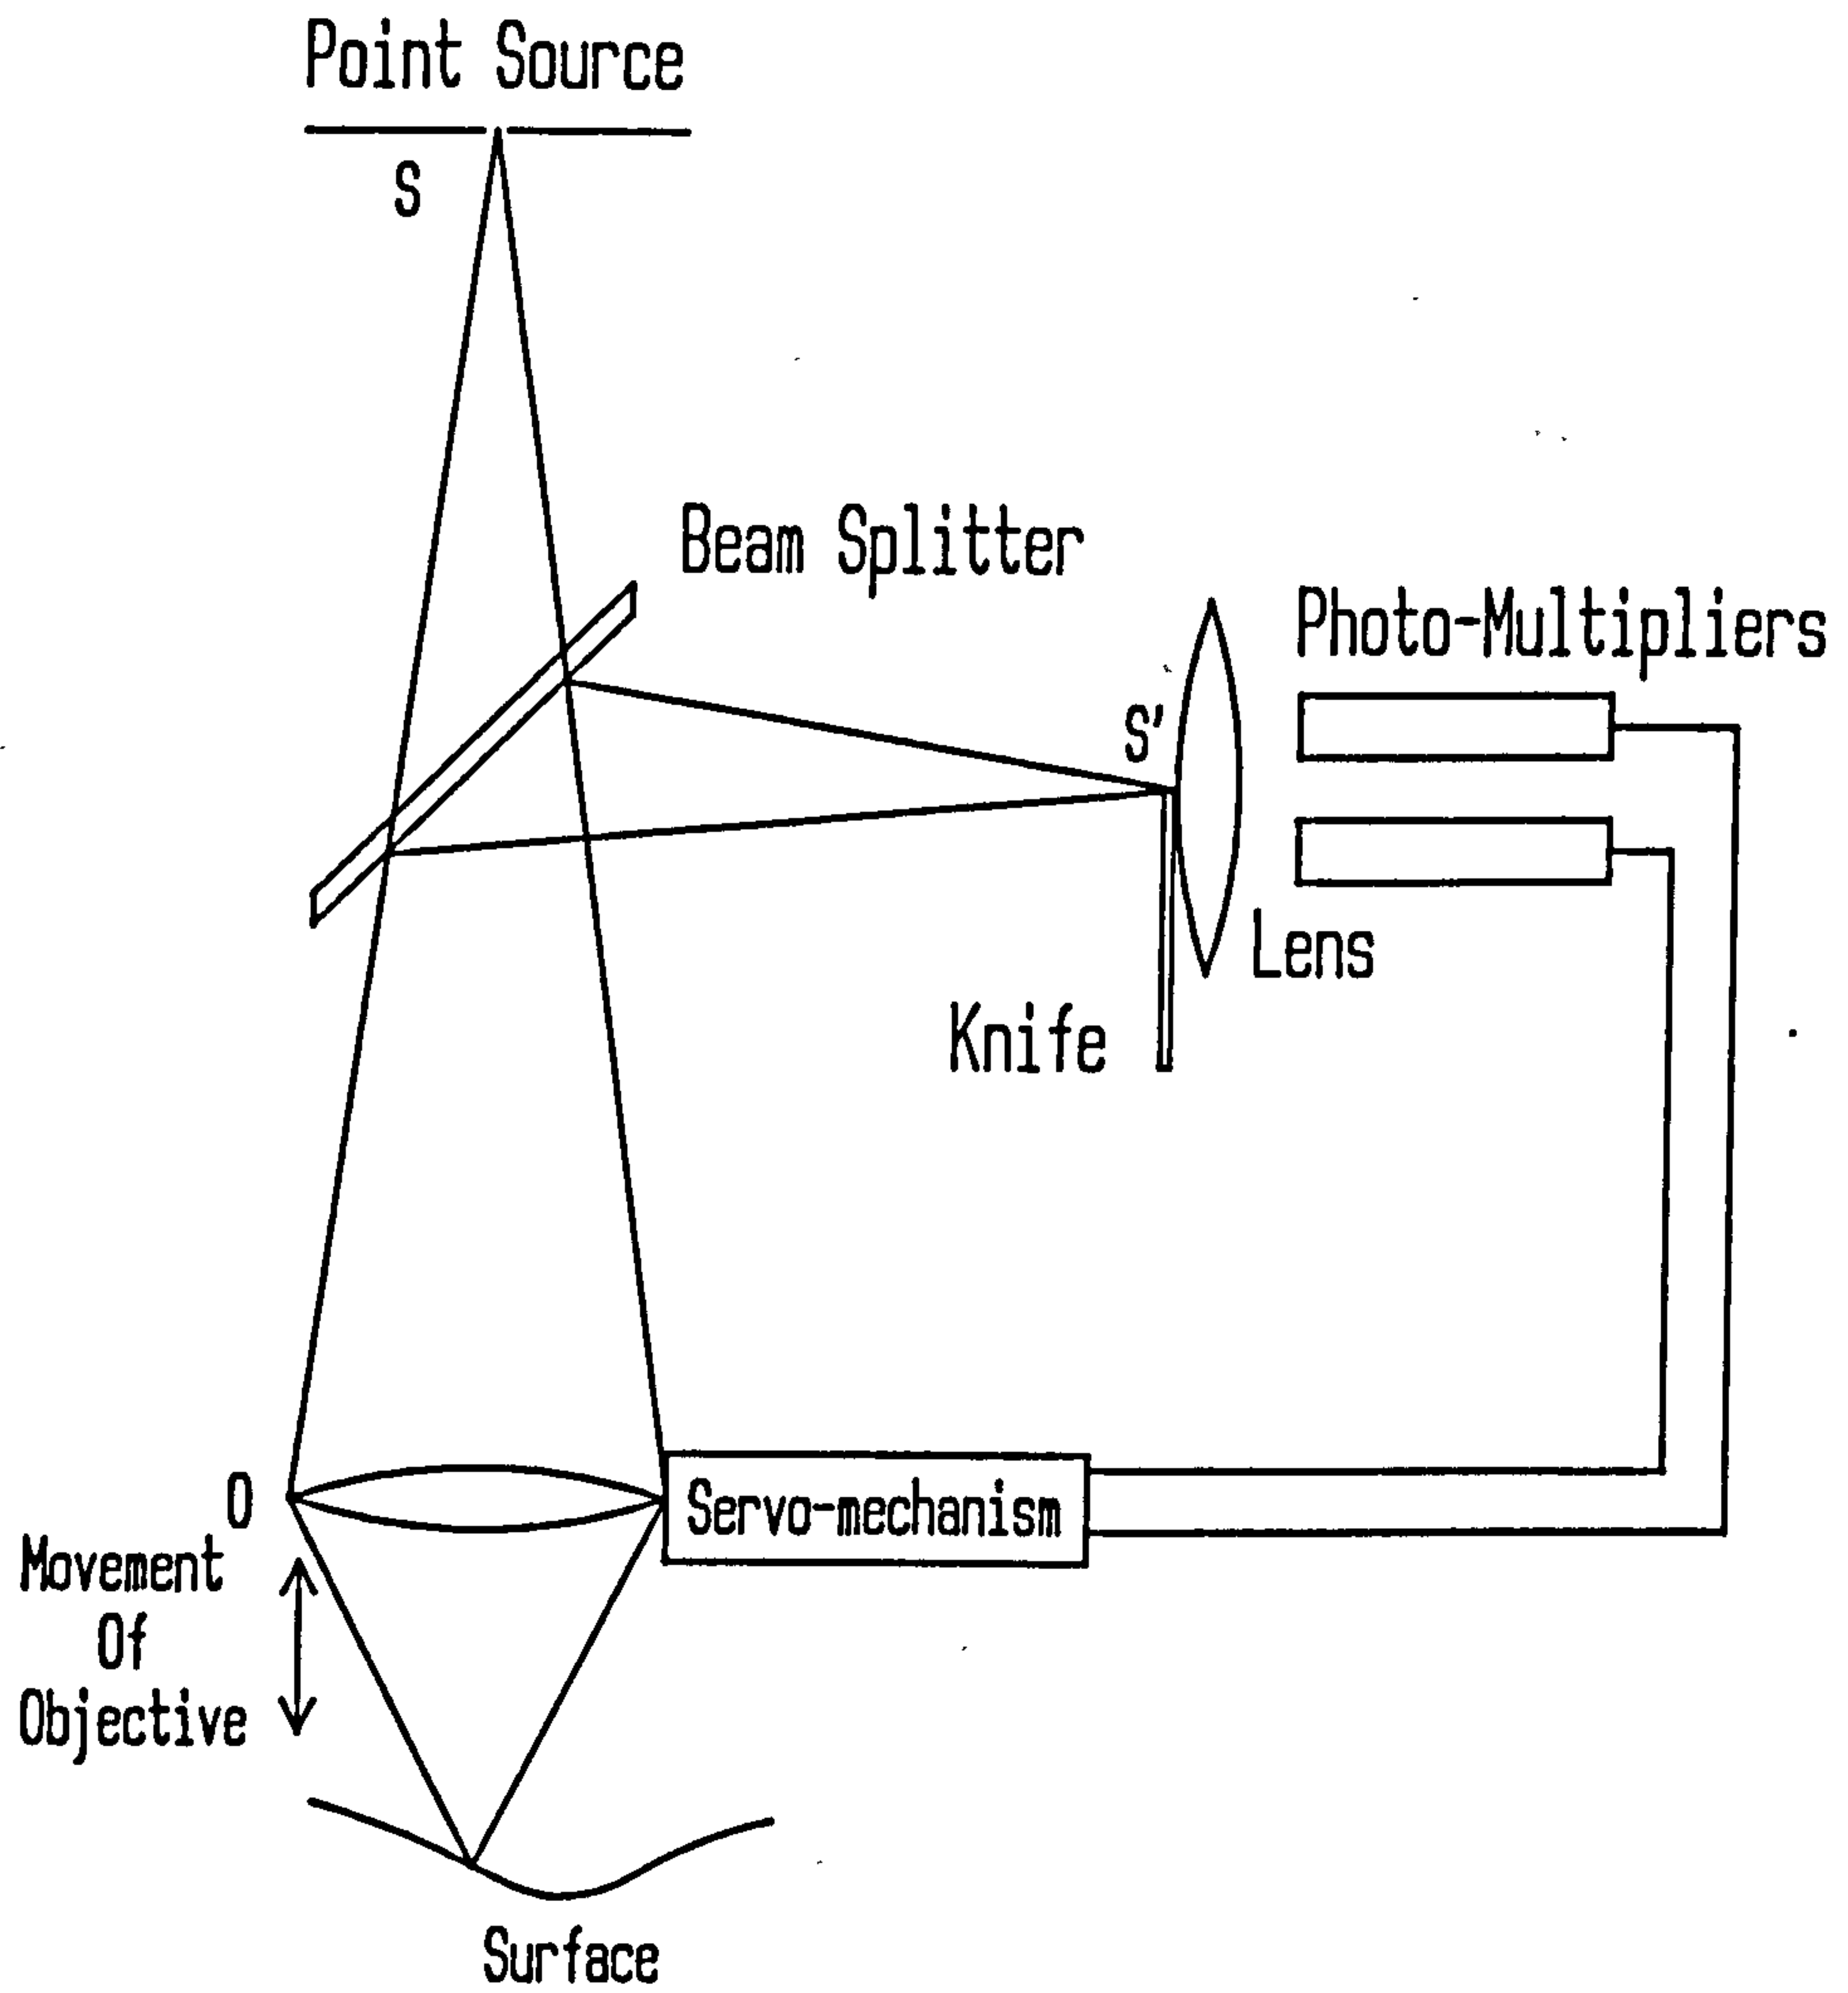 Point Source
S
Beam Splitter
Photo-Multipliers
S'
Lens
Knife
O
Servo-mechanism
Movement
Of
Objective
Surface